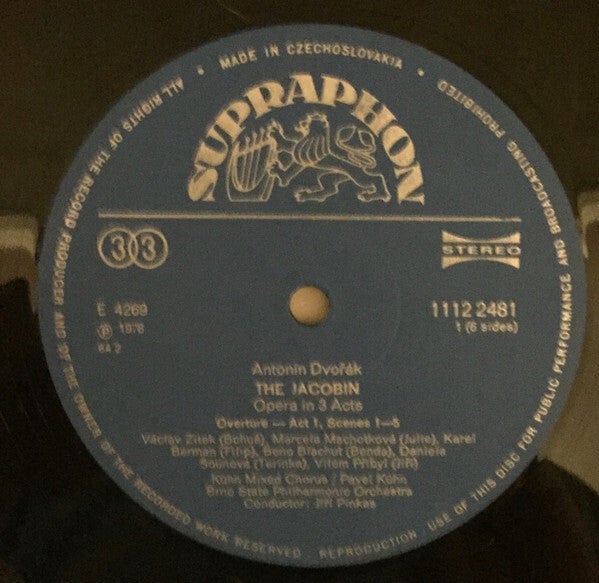 MADE IN CZECHOSLOVAKIA • ALL RIGHTS OF THE RECORD PRODUCER AND OF THE OWNER OF THE RECORDED WORK RESERVED REPRODUCTION USE OF THIS DISC FOR PUBLIC PERFORMANCE AND BROADCASTING PROHIBITED •
SUPRAPHON
33
STEREO
E 4269
1112 2481
Ⓟ 1978
1 (6 sides)
8A 2
Antonín Dvořák
THE JACOBIN
Opera in 3 Acts
Overture — Act 1, Scenes 1—5
Václav Zítek (Bohuš), Marcela Machotková (Julie), Karel
Berman (Filip), Beno Blachut (Benda), Daniela
Šounová (Terinka), Vilém Přibyl (Jiří)
Kühn Mixed Chorus / Pavel Kühn
Brno State Philharmonic Orchestra
Conductor: Jiří Pinkas